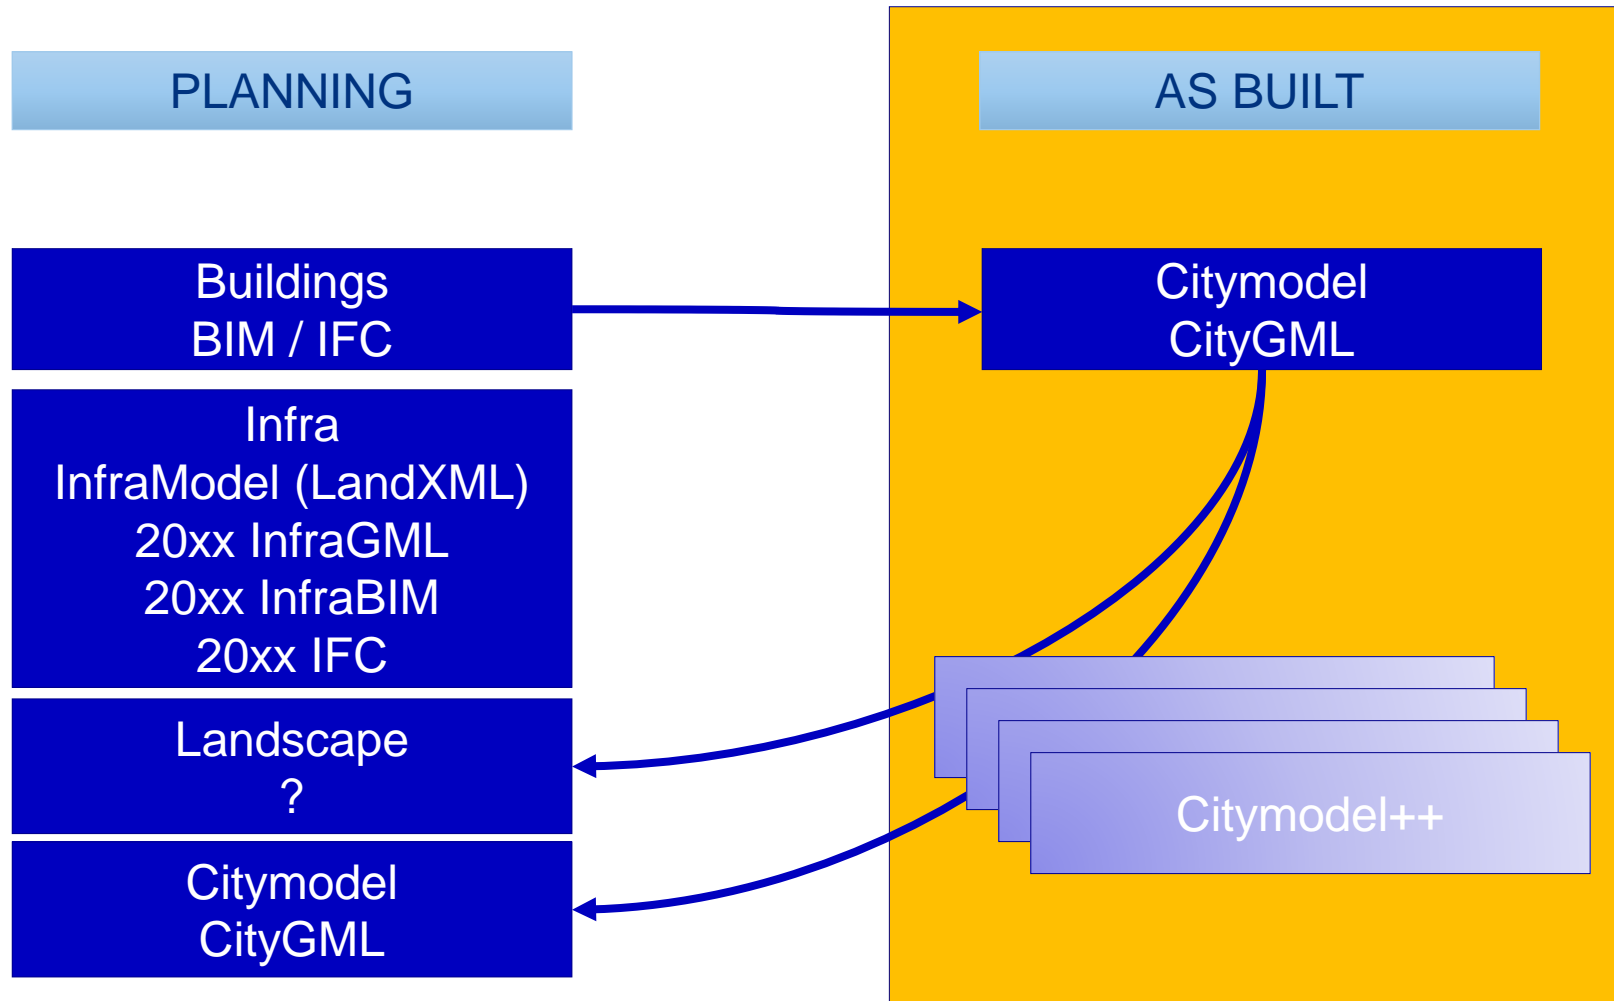 PLANNING
AS BUILT
Buildings
BIM / IFC
Citymodel
CityGML
Infra
InfraModel (LandXML)
20xx InfraGML
20xx InfraBIM
20xx IFC
Landscape
?
Citymodel++
Citymodel
CityGML